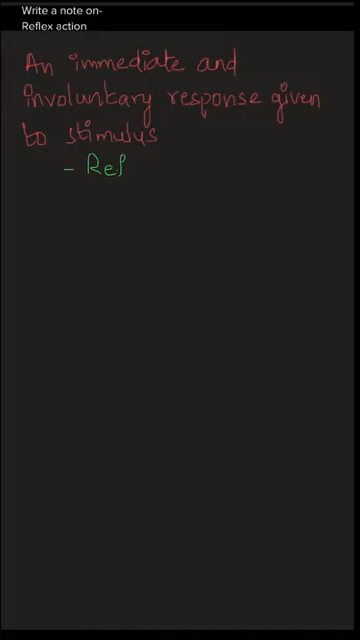 Write a note on-
Reflex action
An immediate and
involuntary response given
to stimulus
- Ref